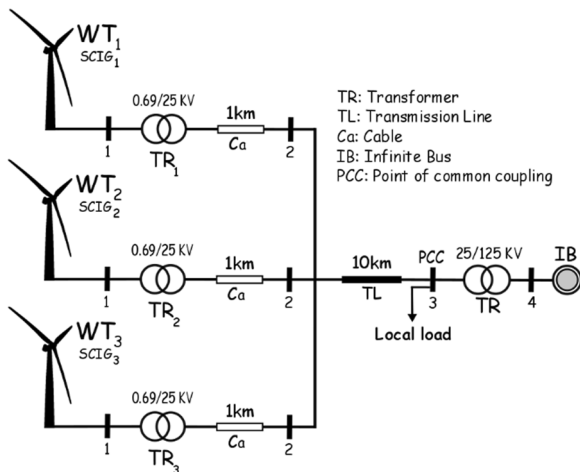 WT1
SCIG1
0.69/25 KV
1km
1
TR1
Ca
2
TR: Transformer
TL: Transmission Line
Ca: Cable
IB: Infinite Bus
PCC: Point of common coupling
WT2
SCIG2
0.69/25 KV
1km
1
TR2
Ca
2
10km
TL
PCC
3
25/125 KV
TR
4
IB
Local load
WT3
SCIG3
0.69/25 KV
1km
1
TR3
Ca
2